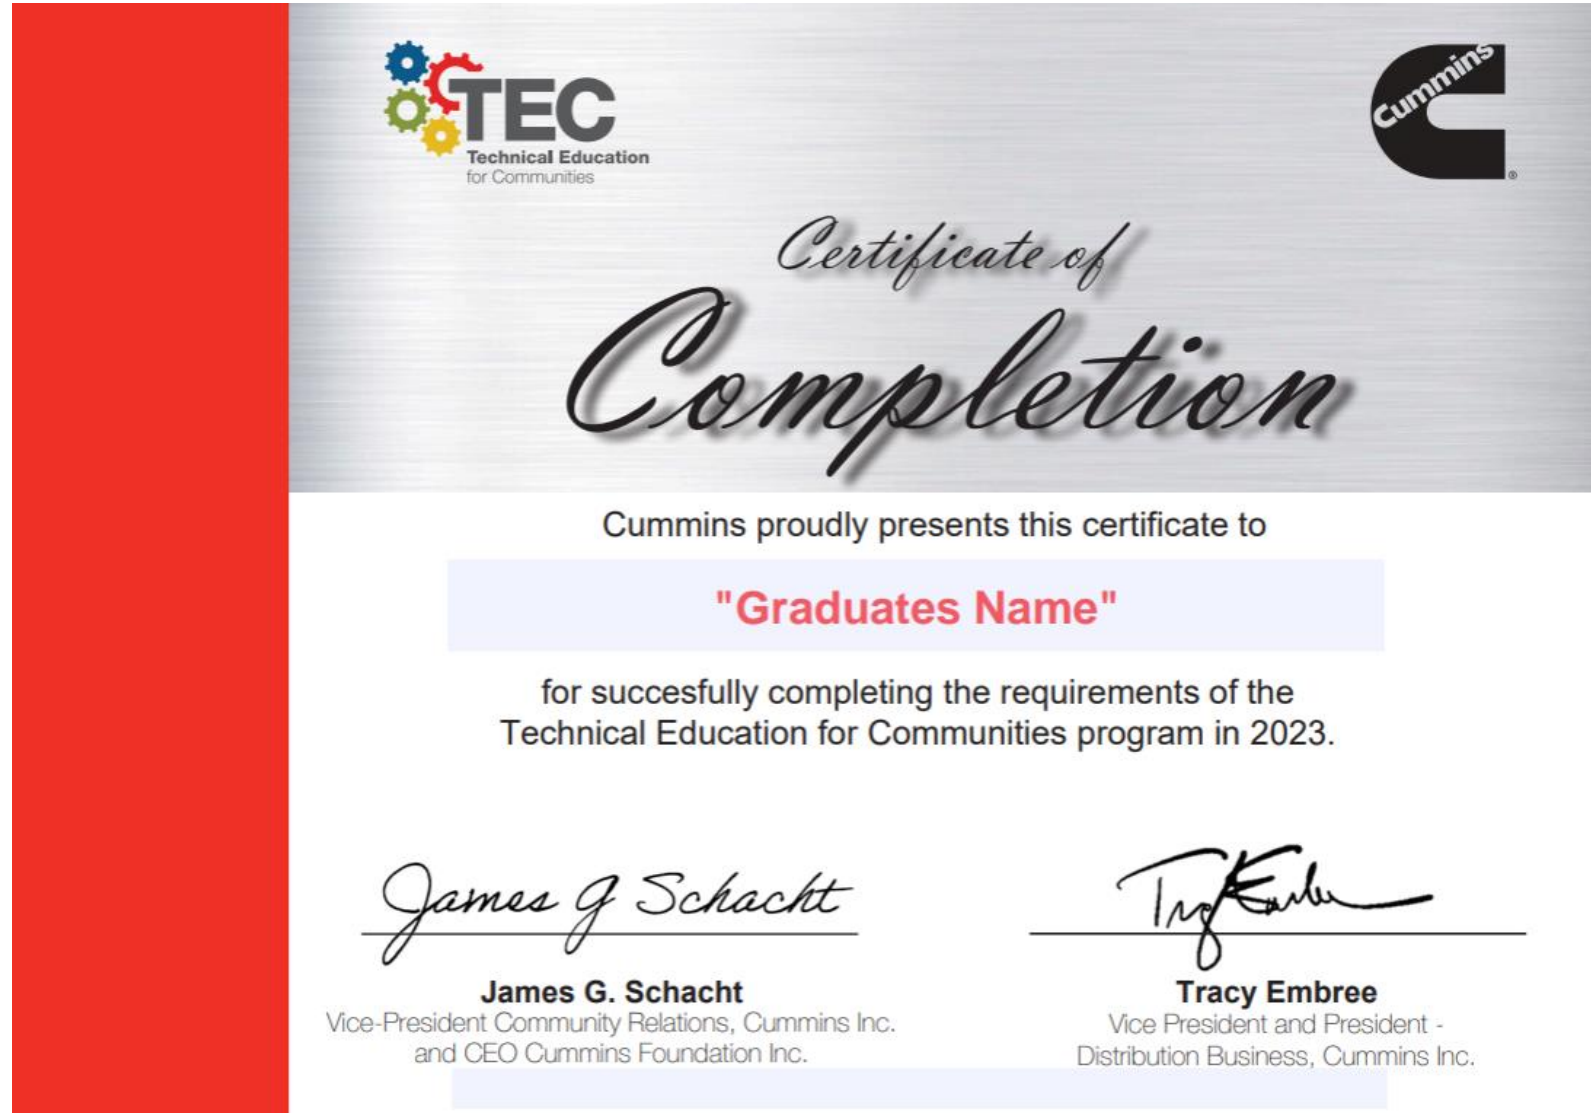 TEC
Technical Education
for Communities
Cummins
®
Certificate of
Completion
Cummins proudly presents this certificate to
"Graduates Name"
for succesfully completing the requirements of the
Technical Education for Communities program in 2023.
James G Schacht
James G. Schacht
Vice-President Community Relations, Cummins Inc.
and CEO Cummins Foundation Inc.
Tracy Embree
Vice President and President -
Distribution Business, Cummins Inc.